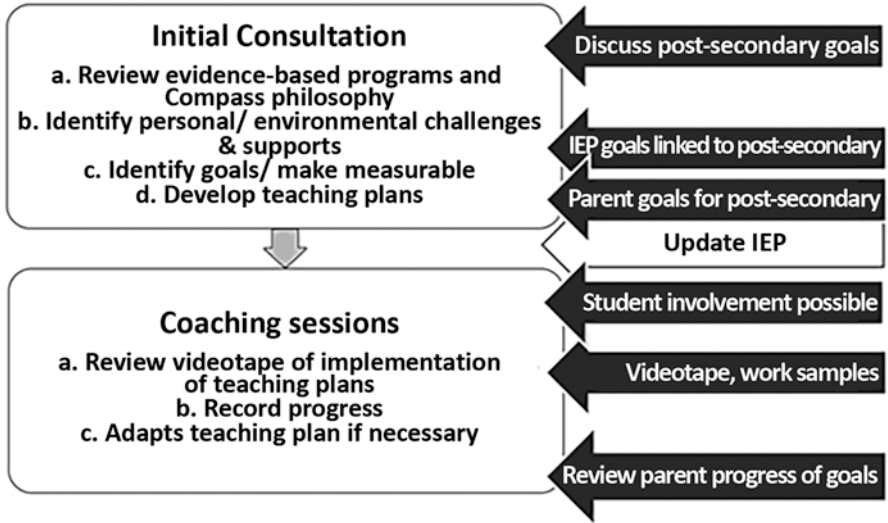 Initial Consultation
a. Review evidence-based programs and
Compass philosophy
b. Identify personal/ environmental challenges
& supports
c. Identify goals/ make measurable
d. Develop teaching plans
Discuss post-secondary goals
IEP goals linked to post-secondary
Parent goals for post-secondary
Update IEP
Coaching sessions
a. Review videotape of implementation
of teaching plans
b. Record progress
c. Adapts teaching plan if necessary
Student involvement possible
Videotape, work samples
Review parent progress of goals